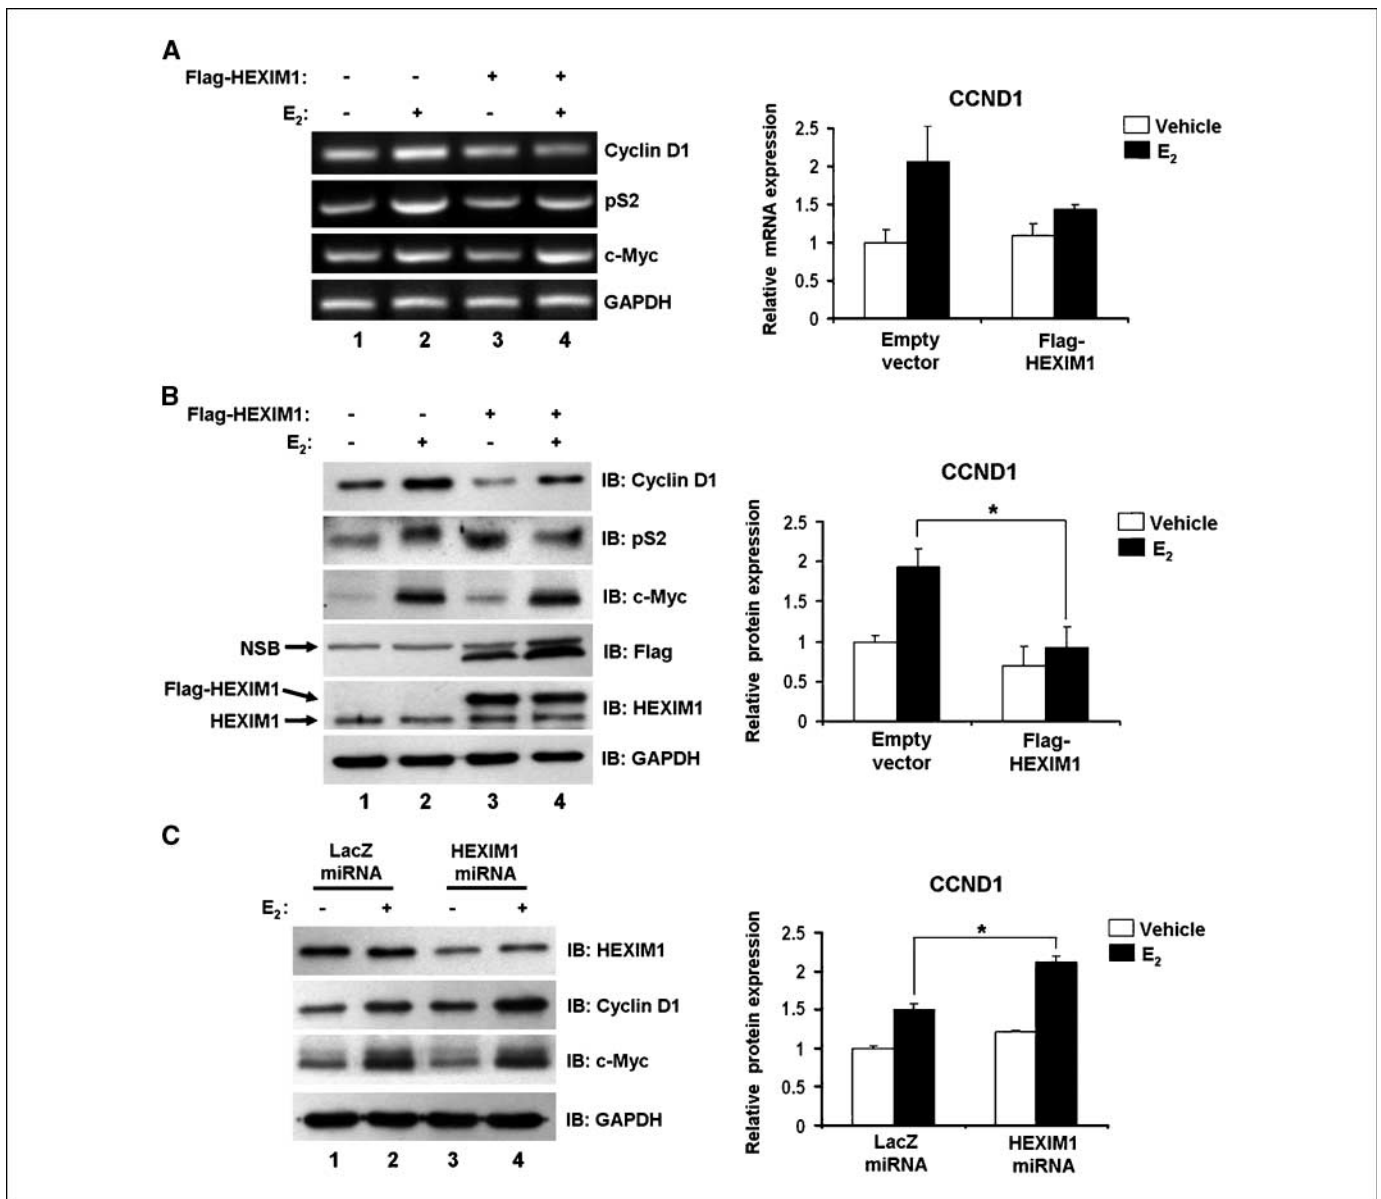 A
Flag-HEXIM1: - - + +
E2: - + - +
Cyclin D1
pS2
c-Myc
GAPDH
1 2 3 4
CCND1
Relative mRNA expression
2.5
2
1.5
1
0.5
0
Empty vector
Flag-HEXIM1
Vehicle
E2
B
Flag-HEXIM1: - - + +
E2: - + - +
IB: Cyclin D1
IB: pS2
IB: c-Myc
NSB
IB: Flag
Flag-HEXIM1
HEXIM1
IB: HEXIM1
IB: GAPDH
1 2 3 4
CCND1
Relative protein expression
2.5
2
1.5
1
0.5
0
*
Empty vector
Flag-HEXIM1
Vehicle
E2
C
LacZ miRNA
HEXIM1 miRNA
E2: - + - +
IB: HEXIM1
IB: Cyclin D1
IB: c-Myc
IB: GAPDH
1 2 3 4
CCND1
Relative protein expression
2.5
2
1.5
1
0.5
0
*
LacZ miRNA
HEXIM1 miRNA
Vehicle
E2